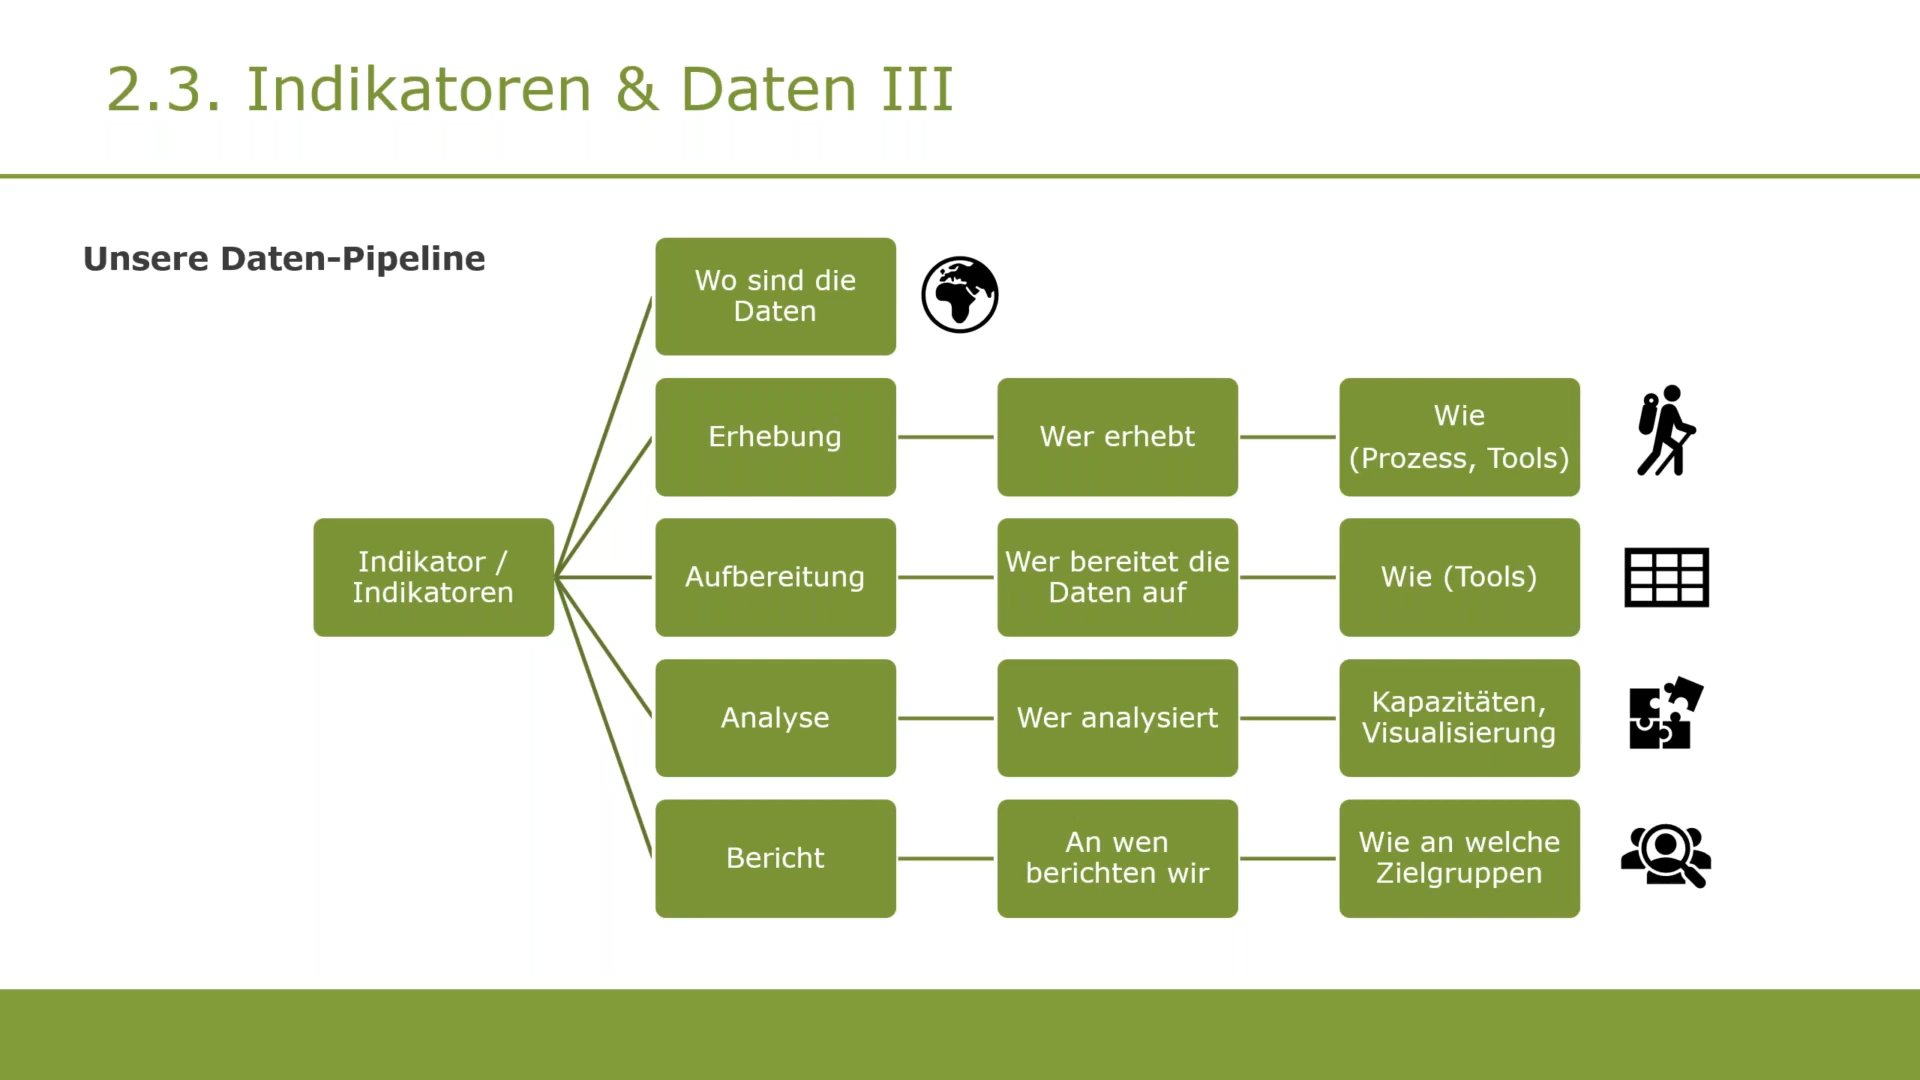 2.3. Indikatoren & Daten III
Unsere Daten-Pipeline
Wo sind die
Daten
Erhebung
Wer erhebt
Wie
(Prozess, Tools)
Indikator /
Indikatoren
Aufbereitung
Wer bereitet die
Daten auf
Wie (Tools)
Analyse
Wer analysiert
Kapazitäten,
Visualisierung
Bericht
An wen
berichten wir
Wie an welche
Zielgruppen